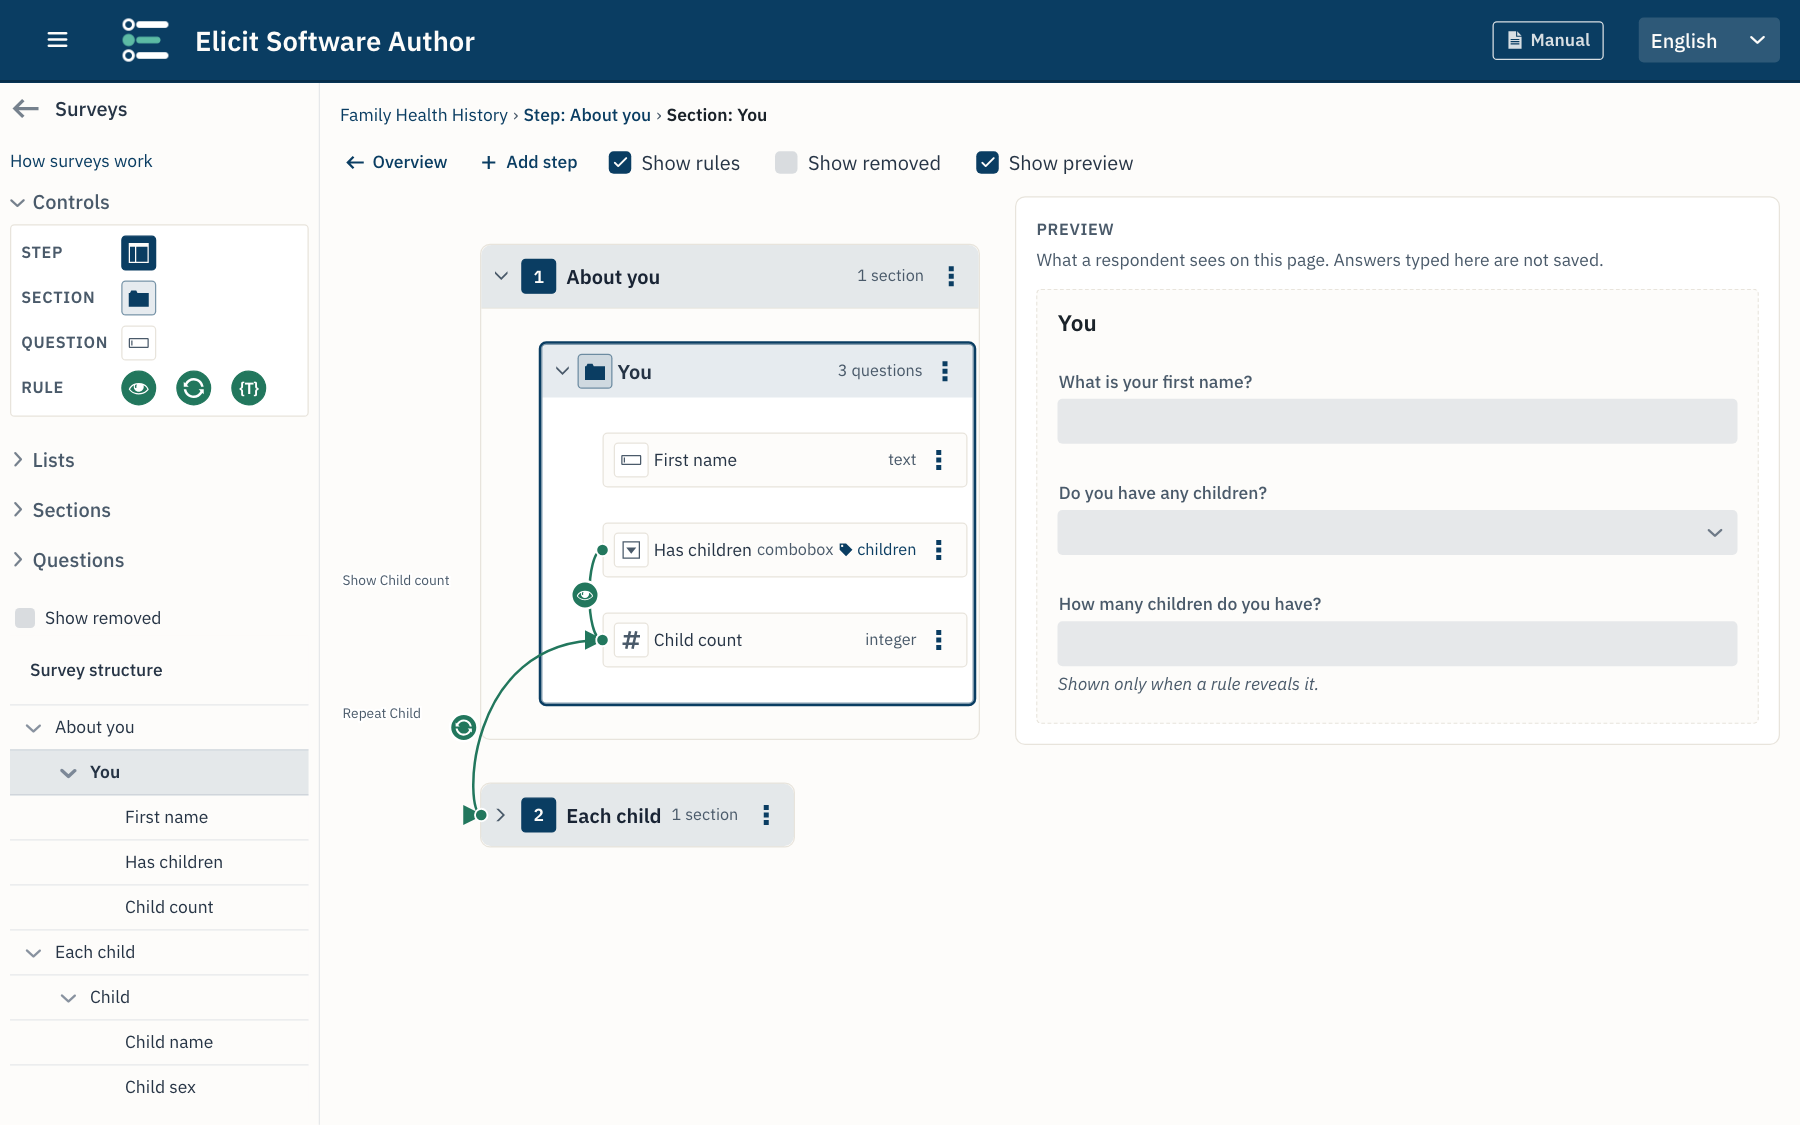 Elicit Software Author
Manual
English
Surveys
How surveys work
Controls
STEP
SECTION
QUESTION
RULE
{T}
Lists
Sections
Questions
Show removed
Survey structure
About you
You
First name
Has children
Child count
Each child
Child
Child name
Child sex
Family Health History › Step: About you › Section: You
Overview
Add step
Show rules
Show removed
Show preview
1 About you 1 section
You 3 questions
First name text
Has children combobox children
Show Child count
Child count integer
Repeat Child
2 Each child 1 section
PREVIEW
What a respondent sees on this page. Answers typed here are not saved.
You
What is your first name?
Do you have any children?
How many children do you have?
Shown only when a rule reveals it.